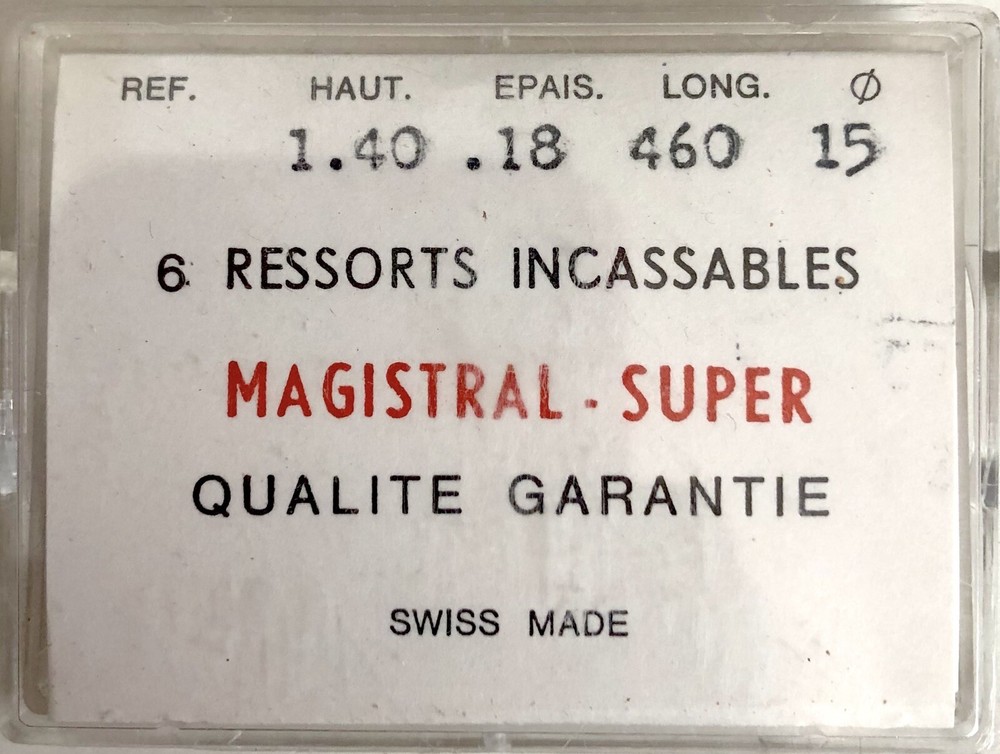 REF. HAUT. EPAIS. LONG. Ø
1.40 .18 460 15
6 RESSORTS INCASSABLES
MAGISTRAL - SUPER
QUALITE GARANTIE
SWISS MADE